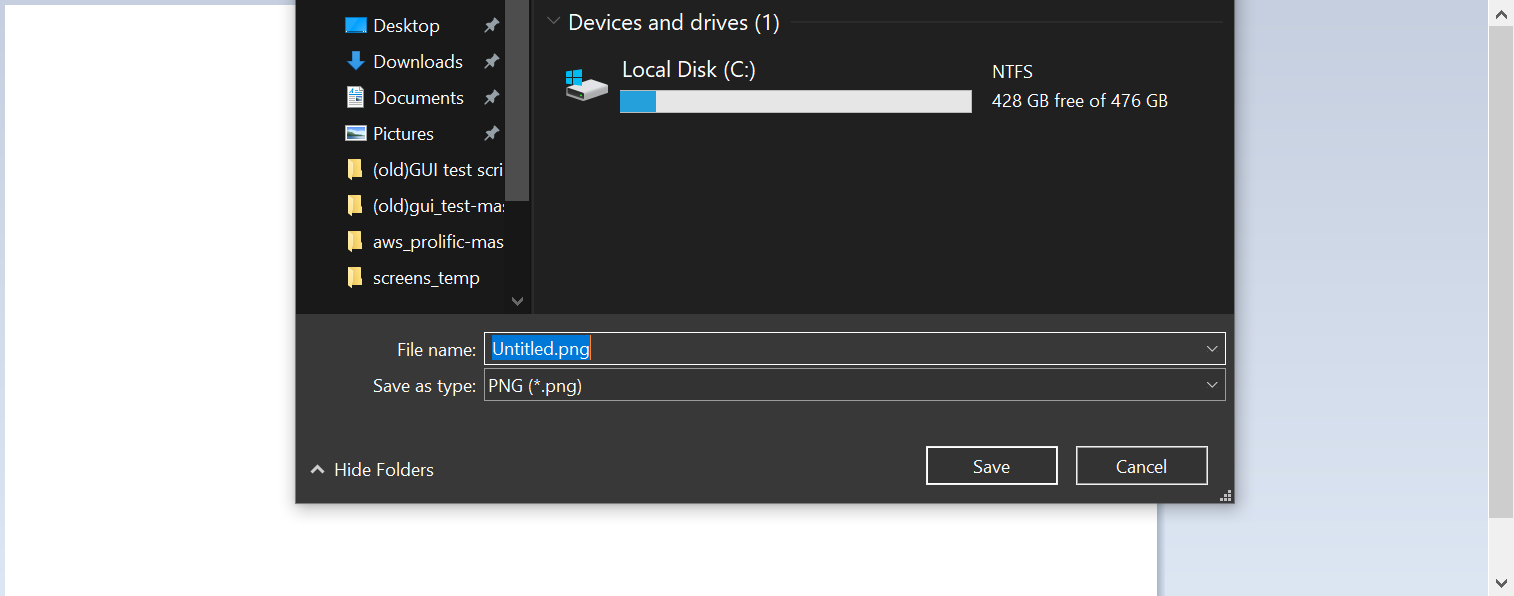 Desktop
Downloads
Documents
Pictures
(old)GUI test scri
(old)gui_test-mas
aws_prolific-mas
screens_temp
Devices and drives (1)
Local Disk (C:)
NTFS
428 GB free of 476 GB
File name: Untitled.png
Save as type: PNG (*.png)
Hide Folders
Save
Cancel